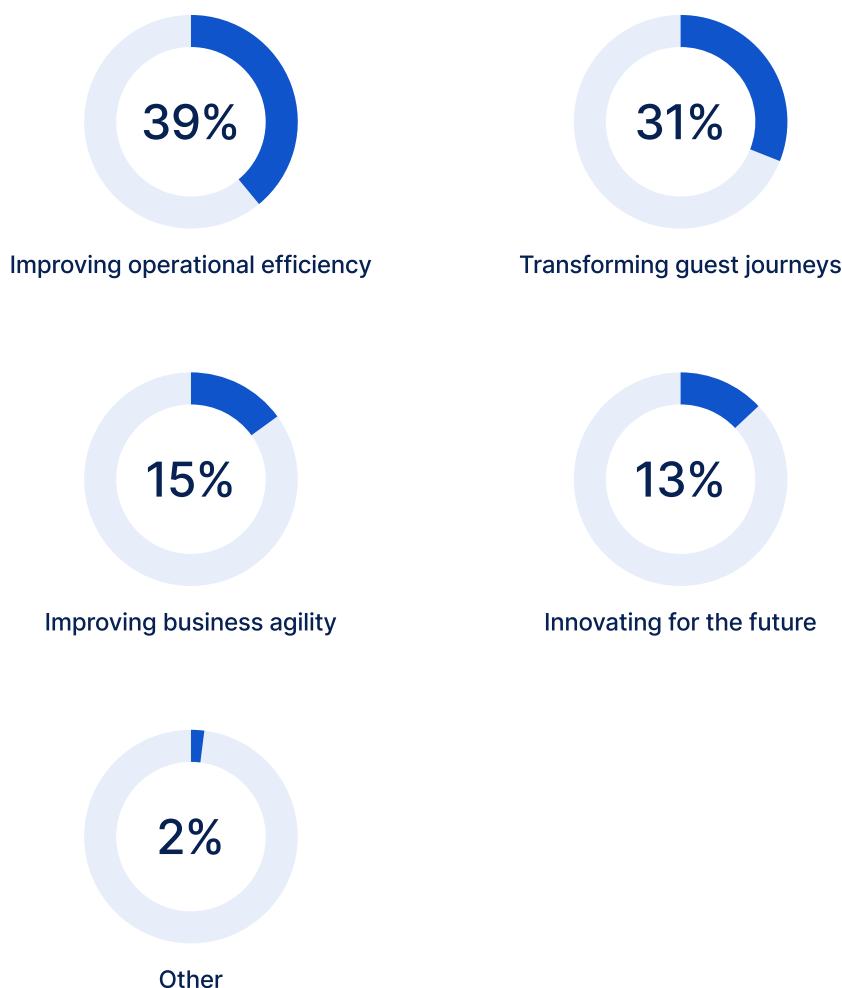 39%
Improving operational efficiency
31%
Transforming guest journeys
15%
Improving business agility
13%
Innovating for the future
2%
Other